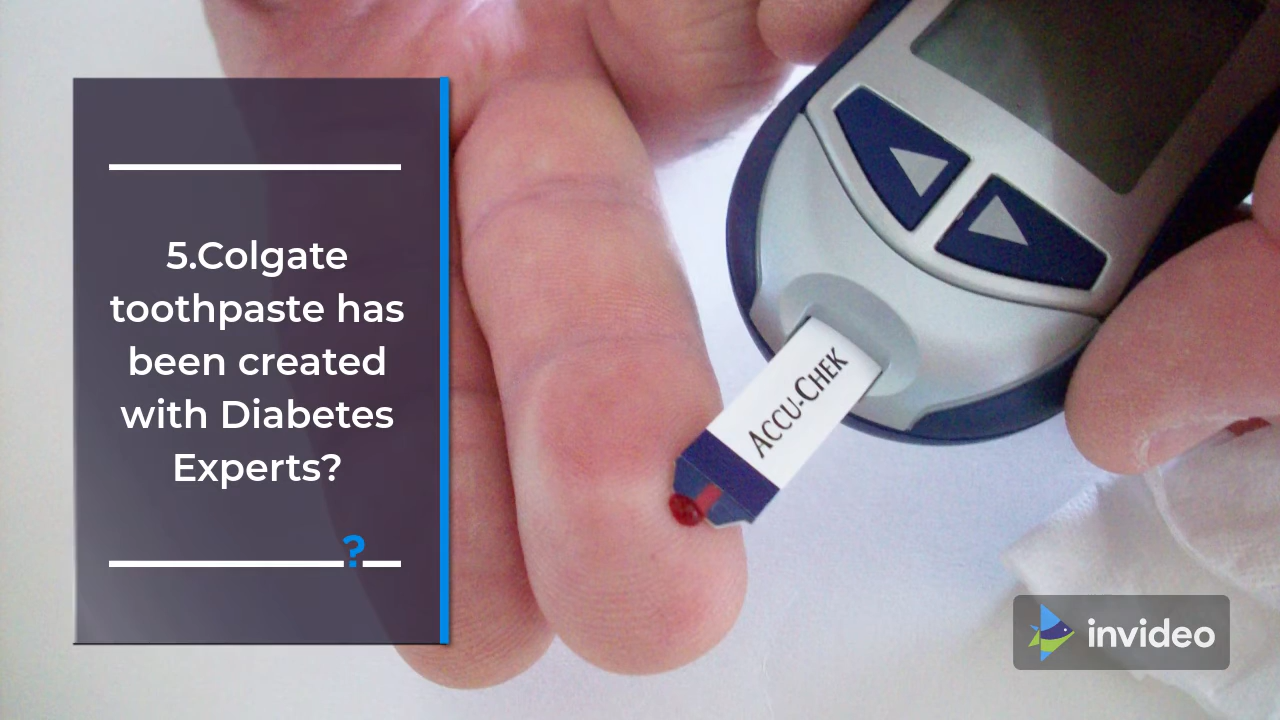 5.Colgate
toothpaste has
been created
with Diabetes
Experts?
?
ACCU-CHEK
invideo